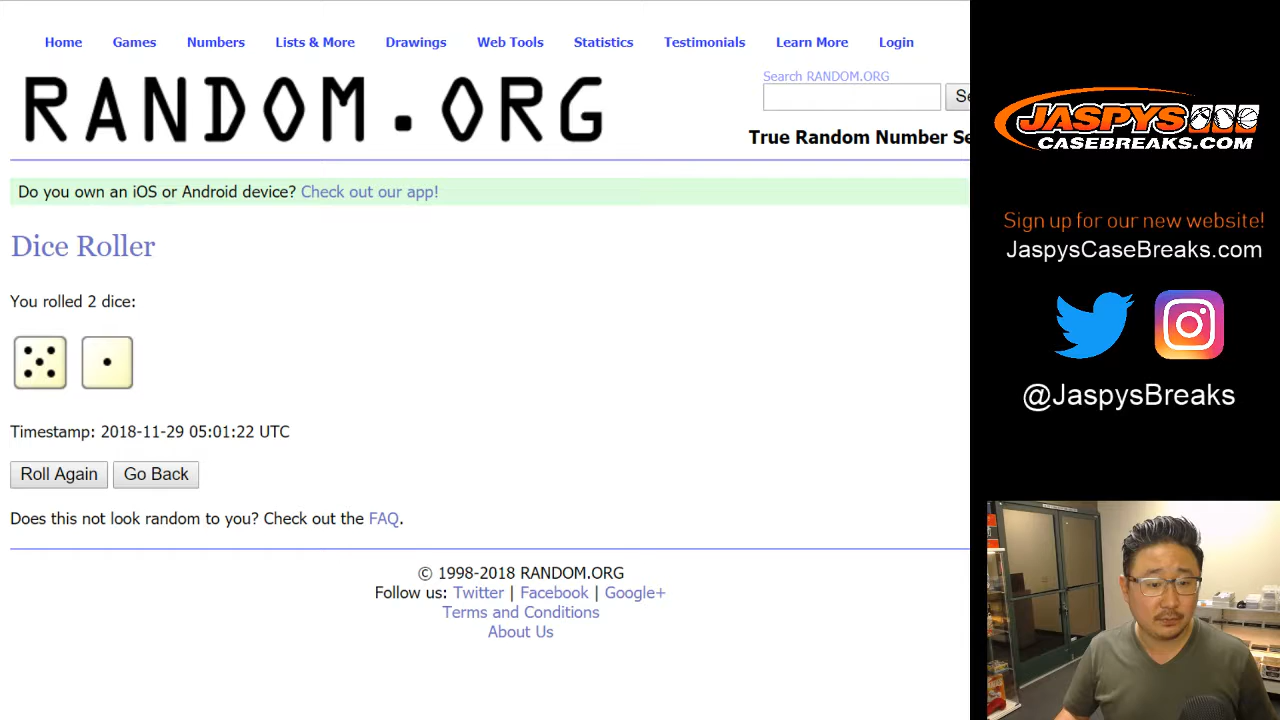 Home Games Numbers Lists & More Drawings Web Tools Statistics Testimonials Learn More Login
RANDOM.ORG
Search RANDOM.ORG
Se
True Random Number Se
Do you own an iOS or Android device? Check out our app!
Dice Roller
You rolled 2 dice:
Timestamp: 2018-11-29 05:01:22 UTC
Roll Again Go Back
Does this not look random to you? Check out the FAQ.
© 1998-2018 RANDOM.ORG
Follow us: Twitter | Facebook | Google+
Terms and Conditions
About Us
JASPYS
CASEBREAKS.COM
Sign up for our new website!
JaspysCaseBreaks.com
@JaspysBreaks